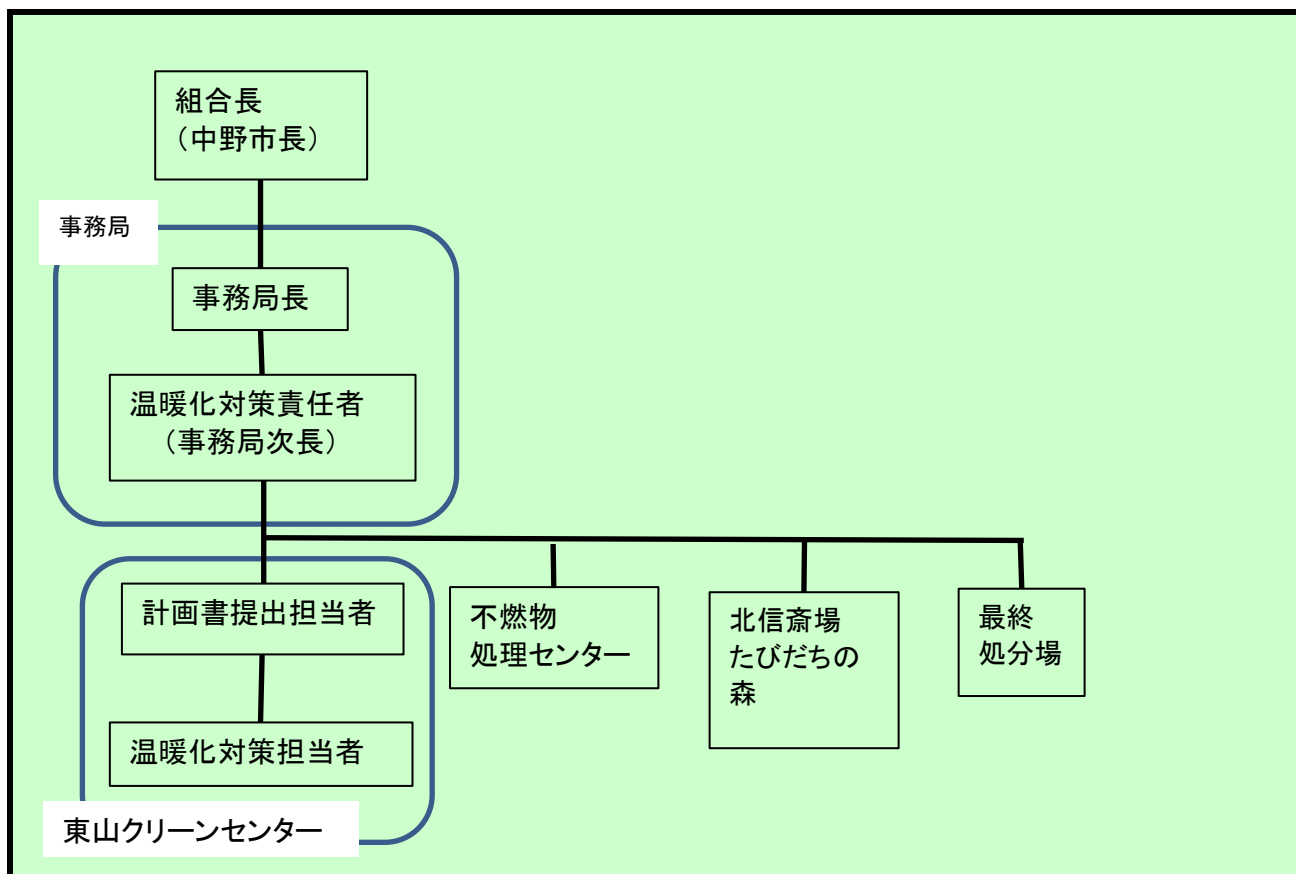 組合長
（中野市長）
事務局
事務局長
温暖化対策責任者
（事務局次長）
計画書提出担当者
温暖化対策担当者
東山クリーンセンター
不燃物
処理センター
北信斎場
たびだちの
森
最終
処分場